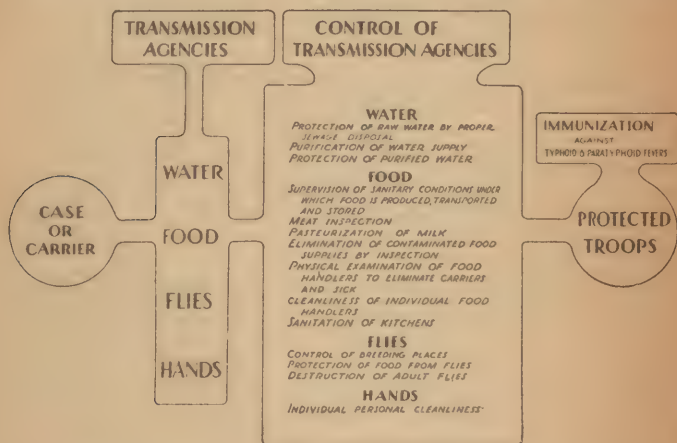 TRANSMISSION
AGENCIES
CONTROL OF
TRANSMISSION AGENCIES
CASE
OR
CARRIER
WATER
FOOD
FLIES
HANDS
WATER
PROTECTION OF RAW WATER BY PROPER
SEWAGE DISPOSAL
PURIFICATION OF WATER SUPPLY
PROTECTION OF PURIFIED WATER
FOOD
SUPERVISION OF SANITARY CONDITIONS UNDER
WHICH FOOD IS PRODUCED, TRANSPORTED
AND STORED
MEAT INSPECTION
PASTEURIZATION OF MILK
ELIMINATION OF CONTAMINATED FOOD
SUPPLIES BY INSPECTION
PHYSICAL EXAMINATION OF FOOD
HANDLERS TO ELIMINATE CARRIERS
AND SICK
CLEANLINESS OF INDIVIDUAL FOOD
HANDLERS
SANITATION OF KITCHENS
FLIES
CONTROL OF BREEDING PLACES
PROTECTION OF FOOD FROM FLIES
DESTRUCTION OF ADULT FLIES
HANDS
INDIVIDUAL PERSONAL CLEANLINESS
IMMUNIZATION
AGAINST
TYPHOID & PARATYPHOID FEVERS
PROTECTED
TROOPS